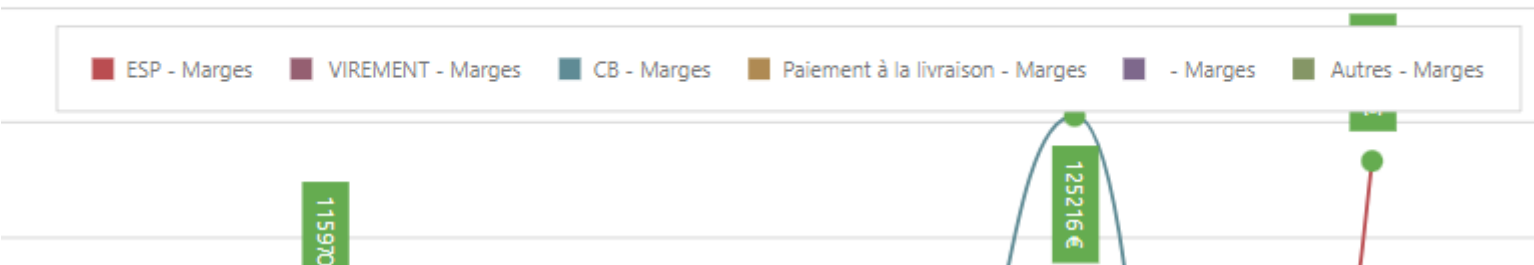 ESP - Marges VIREMENT - Marges CB - Marges Paiement à la livraison - Marges - Marges Autres - Marges
125216 €